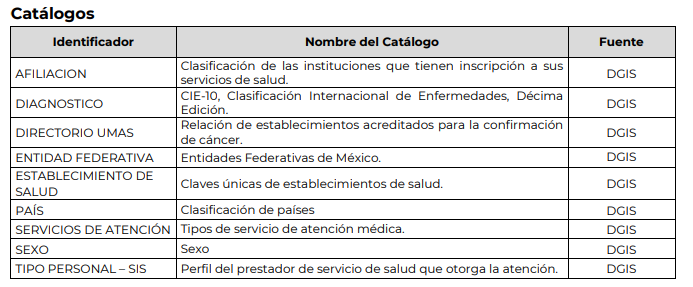 Catálogos
Identificador Nombre del Catálogo Fuente
AFILIACION Clasificación de las instituciones que tienen inscripción a sus servicios de salud. DGIS
DIAGNOSTICO CIE-10, Clasificación Internacional de Enfermedades, Décima Edición. DGIS
DIRECTORIO UMAS Relación de establecimientos acreditados para la confirmación de cáncer. DGIS
ENTIDAD FEDERATIVA Entidades Federativas de México. DGIS
ESTABLECIMIENTO DE SALUD Claves únicas de establecimientos de salud. DGIS
PAÍS Clasificación de países DGIS
SERVICIOS DE ATENCIÓN Tipos de servicio de atención médica. DGIS
SEXO Sexo DGIS
TIPO PERSONAL – SIS Perfil del prestador de servicio de salud que otorga la atención. DGIS